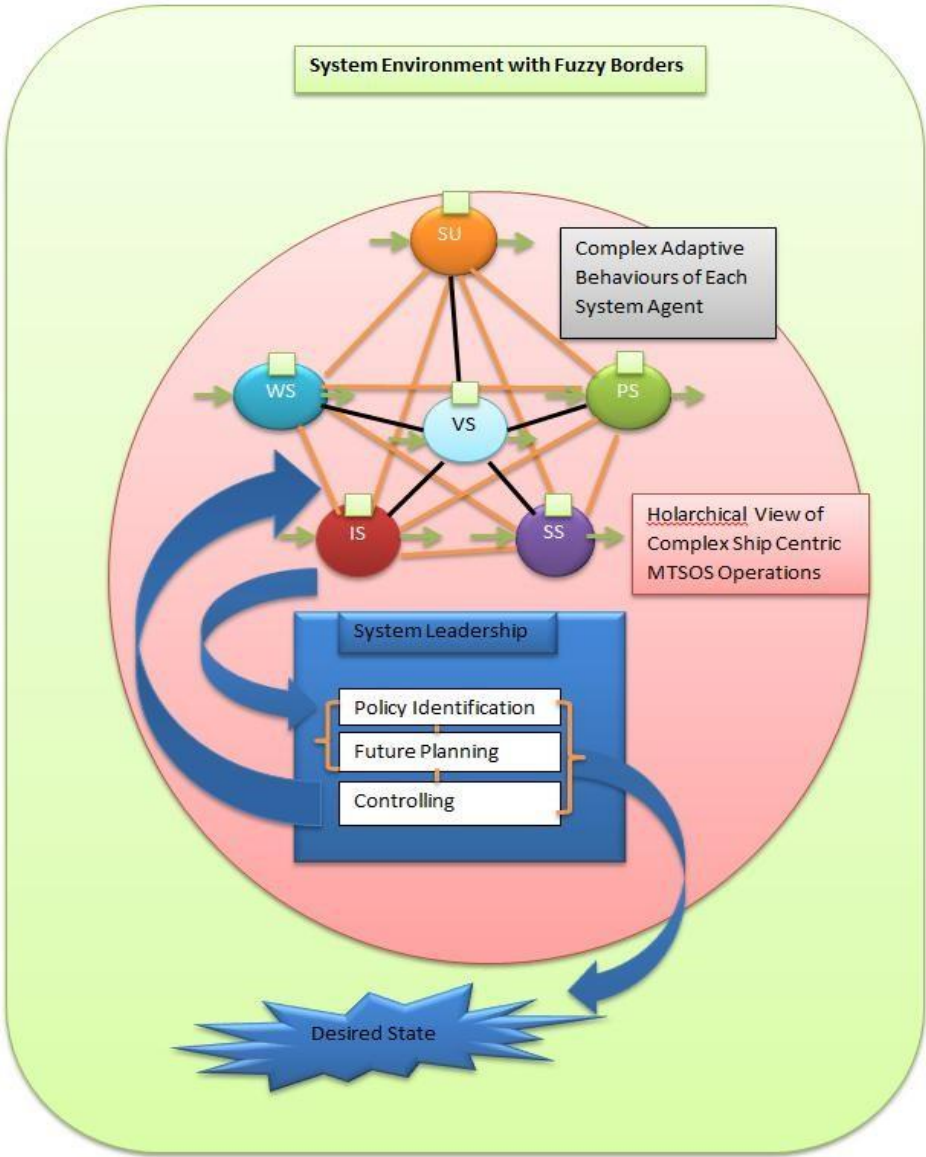 System Environment with Fuzzy Borders
SU
Complex Adaptive
Behaviours of Each
System Agent
WS
PS
VS
IS
SS
Holarchical View of
Complex Ship Centric
MTSOS Operations
System Leadership
Policy Identification
Future Planning
Controlling
Desired State